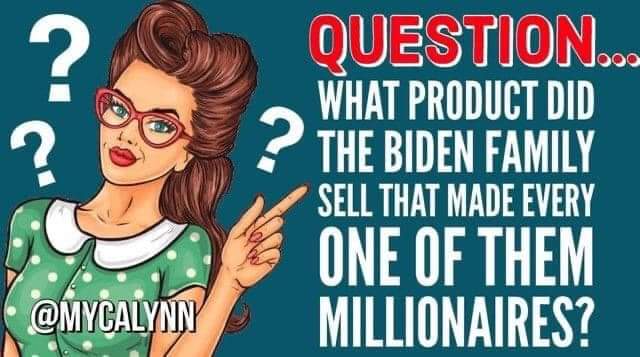 QUESTION...
WHAT PRODUCT DID
THE BIDEN FAMILY
SELL THAT MADE EVERY
ONE OF THEM
MILLIONAIRES?
@MYCALYNN
? ? ?